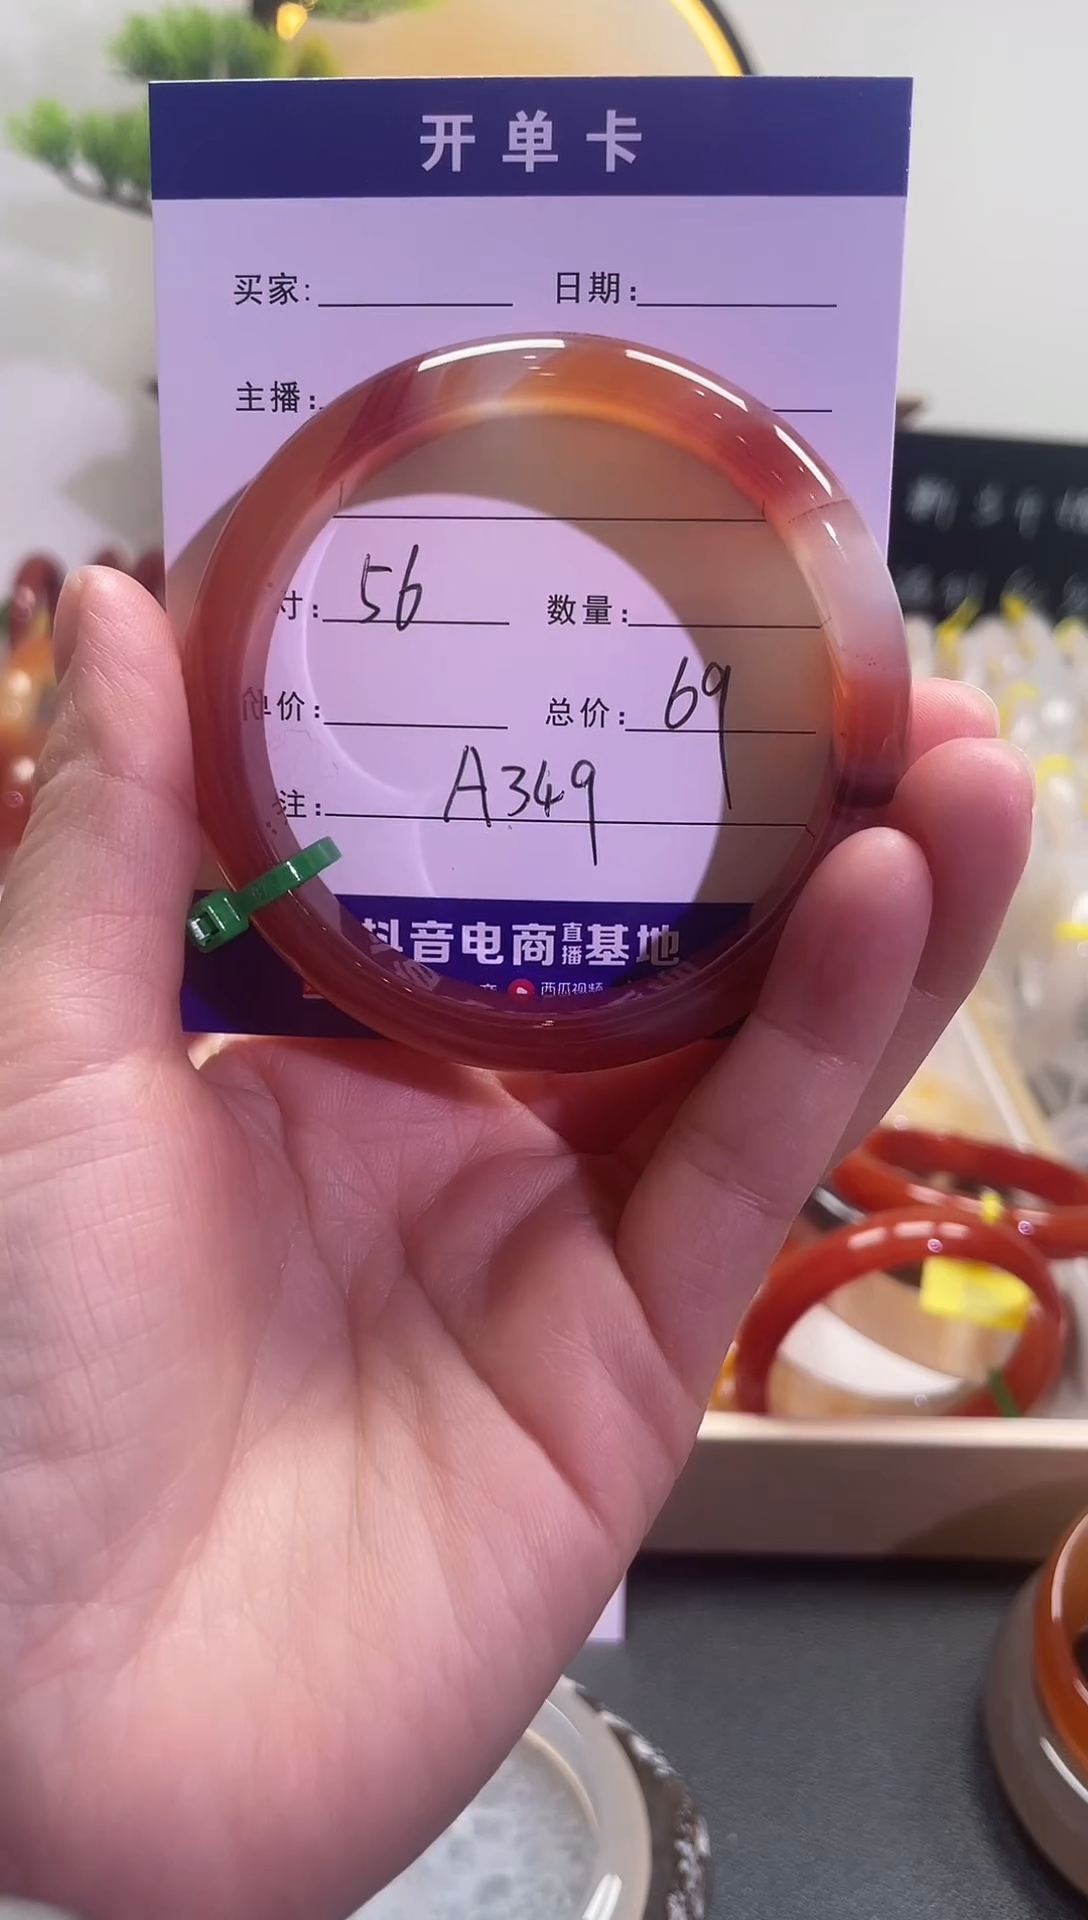 开单卡
买家: 日期:
主播:
寸: 56 数量:
单价: 总价: 69
注: A349
抖音电商直播基地
西瓜视频